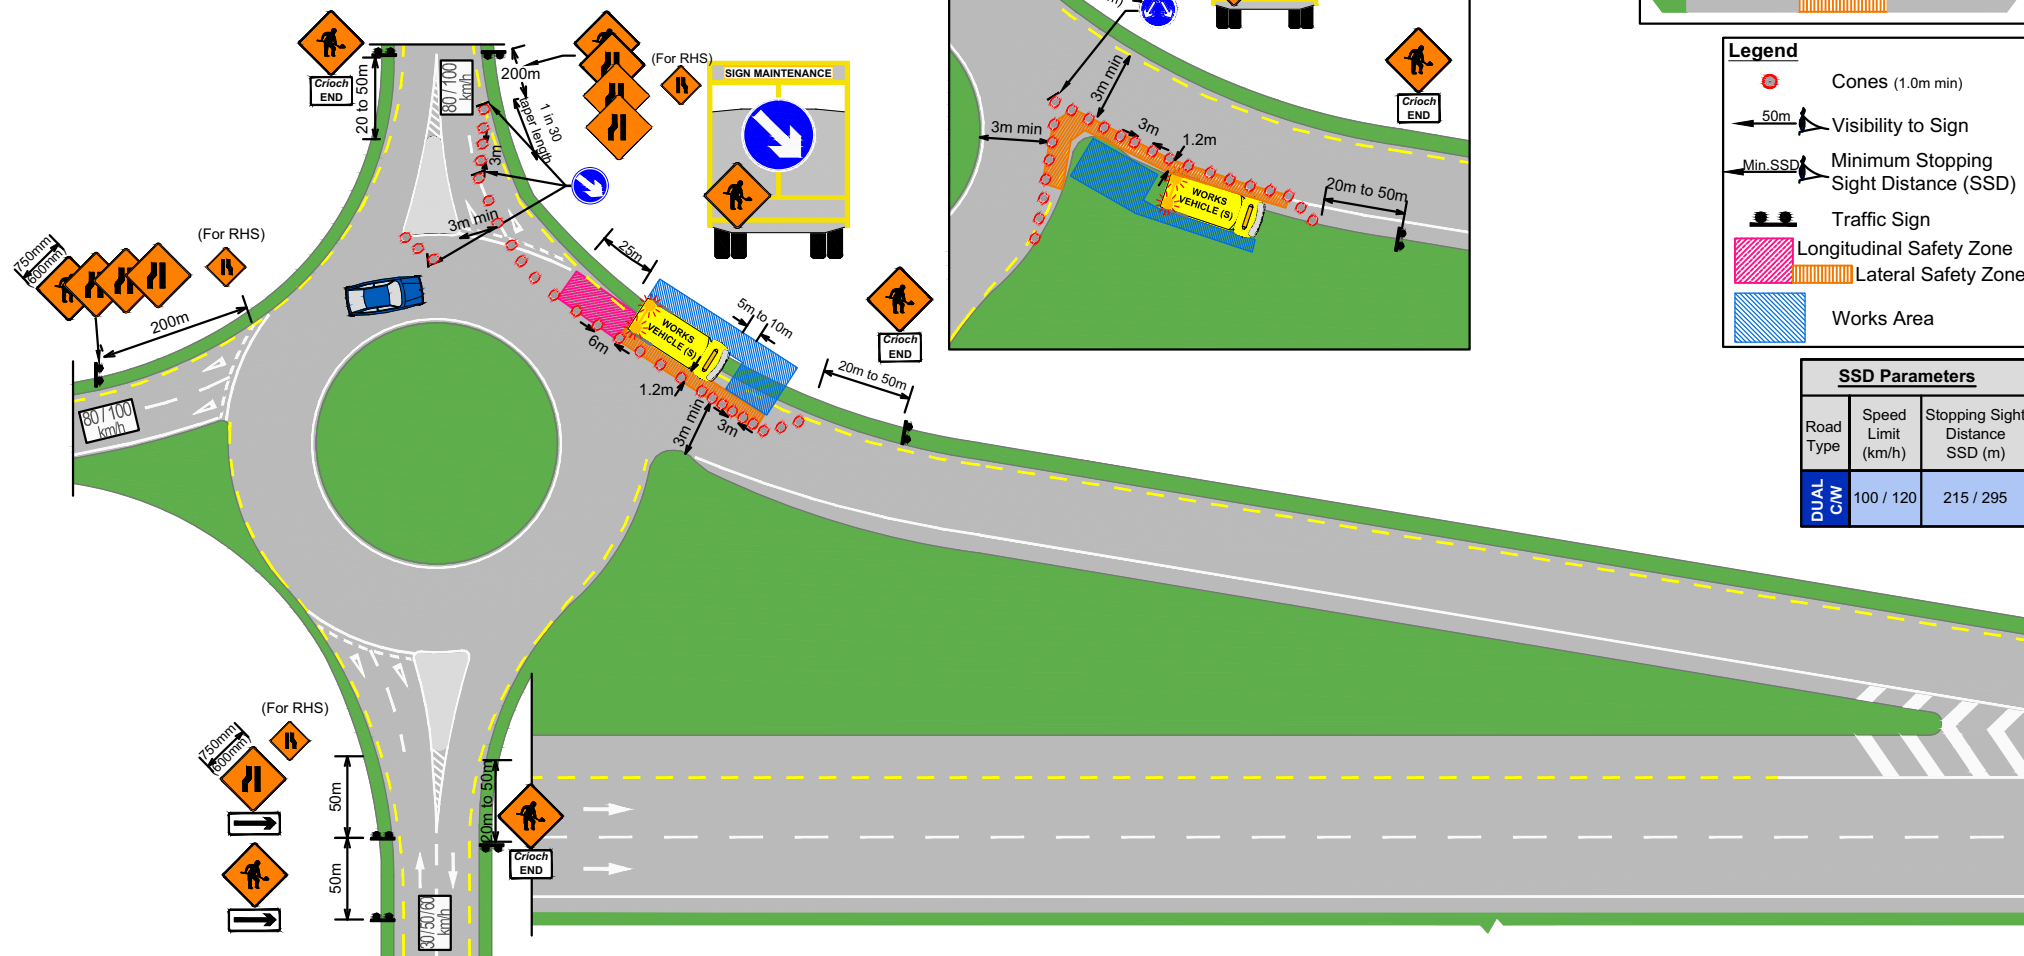 Crioch
END
20 to 50m
80 / 100
km/h
200m
1 in 30
taper length
3m
(For RHS)
SIGN MAINTENANCE
3m min
(For RHS)
750mm
(600mm)
200m
80 / 100
km/h
25m
WORKS
VEHICLE (S)
5m to 10m
6m
1.2m
3m min
3m
20m to 50m
Crioch
END
3m min
3m min
3m
1.2m
WORKS
VEHICLE (S)
20m to 50m
Crioch
END
Legend
Cones (1.0m min)
50m
Visibility to Sign
Min.SSD
Minimum Stopping
Sight Distance (SSD)
Traffic Sign
Longitudinal Safety Zone
Lateral Safety Zone
Works Area
SSD Parameters
Road
Type
Speed
Limit
(km/h)
Stopping Sight
Distance
SSD (m)
DUAL
C/W
100 / 120
215 / 295
(For RHS)
750mm
(600mm)
50m
50m
20m to 50m
Crioch
END
30/50/60
km/h